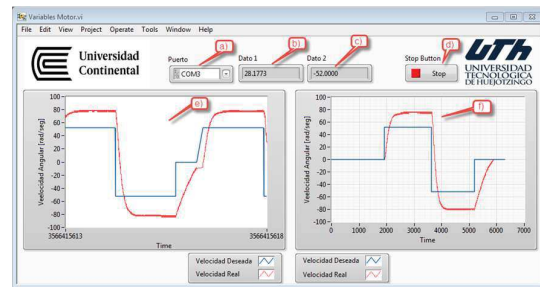 Variables Motor.vi
File Edit View Project Operate Tools Window Help
a)
b)
c)
d)
Universidad
Continental
Puerto
COM3
Dato 1
28.1773
Dato 2
-52.0000
Stop Button
Stop
uth
UNIVERSIDAD
TECNOLÓGICA
DE HUEJOTZINGO
e)
Veelocidad Angular [rad/seg]
100
80
60
40
20
0
-20
-40
-60
-80
-100
3566415613
3566415618
Time
Velocidad Deseada
Velocidad Real
f)
Veelocidad Angular [rad/seg]
100
80
60
40
20
0
-20
-40
-60
-80
-100
0 1000 2000 3000 4000 5000 6000 7000
Time
Velocidad Deseada
Velocidad Real